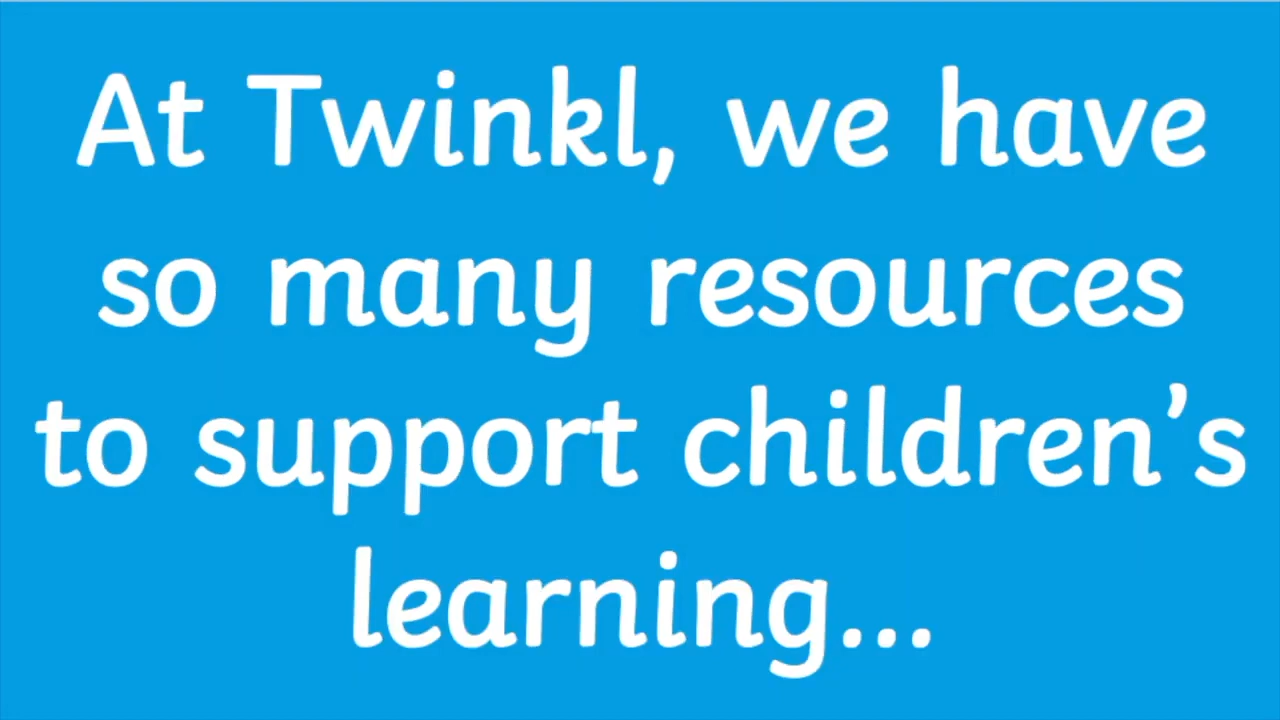 At Twinkl, we have
so many resources
to support children’s
learning...